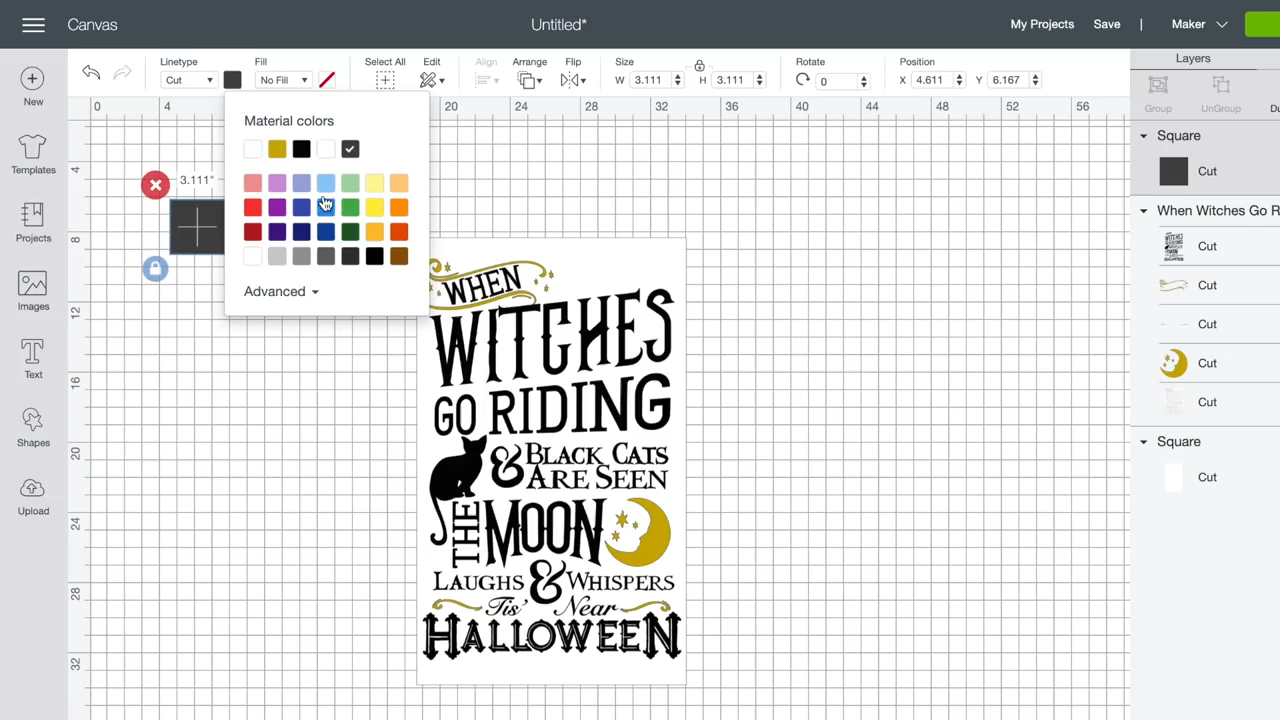 Canvas
Untitled*
My Projects
Save
|
Maker
New
Templates
Projects
Images
Text
Shapes
Upload
Linetype
Cut
Fill
No Fill
Select All
Edit
Align
Arrange
Flip
Size
W 3.111
H 3.111
Rotate
0
Position
X 4.611
Y 6.167
0 4 20 24 28 32 36 40 44 48 52 56
4
8
12
16
20
24
28
32
3.111"
Material colors
Advanced
WHEN
WITCHES
GO RIDING
& BLACK CATS
ARE SEEN
THE MOON
LAUGHS & WHISPERS
Tis' Near
HALLOWEEN
Layers
Group
UnGroup
Du
Square
Cut
When Witches Go R
Cut
Cut
Cut
Cut
Cut
Square
Cut